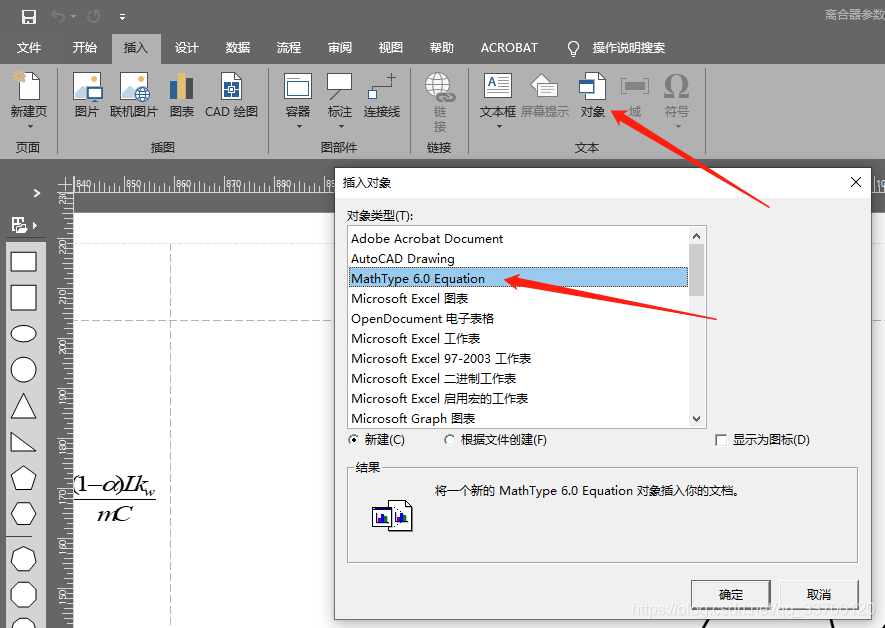 离合器参数
文件 开始 插入 设计 数据 流程 审阅 视图 帮助 ACROBAT 操作说明搜索
新建页 图片 联机图片 图表 CAD 绘图 容器 标注 连接线 链接 文本框 屏幕提示 对象 域 符号
页面 插图 图部件 链接 文本
840 850 860 870 880
插入对象
对象类型(T):
Adobe Acrobat Document
AutoCAD Drawing
MathType 6.0 Equation
Microsoft Excel 图表
OpenDocument 电子表格
Microsoft Excel 工作表
Microsoft Excel 97-2003 工作表
Microsoft Excel 二进制工作表
Microsoft Excel 启用宏的工作表
Microsoft Graph 图表
新建(C) 根据文件创建(F) 显示为图标(D)
结果
将一个新的 MathType 6.0 Equation 对象插入你的文档。
确定 取消
230
220
210
200
190
180
170
160
150
(1−α)Lk_w
mC